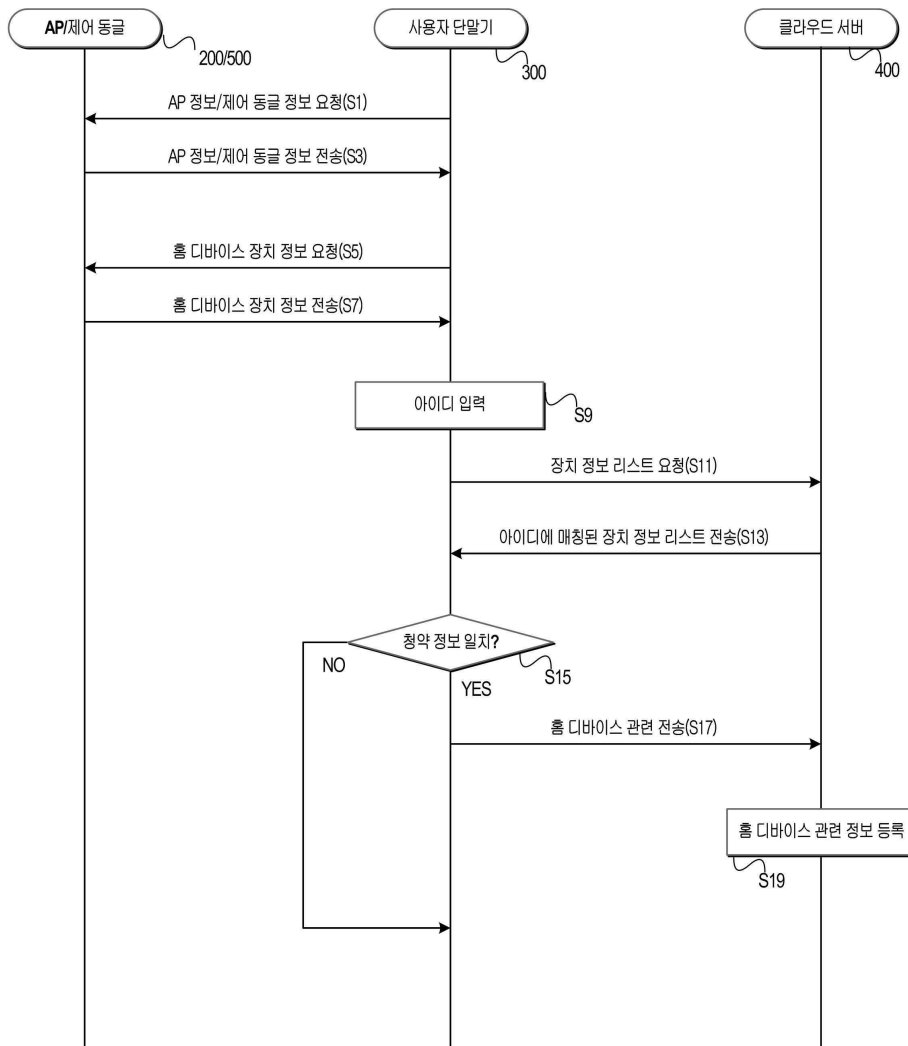 AP/제어 동글
사용자 단말기
클라우드 서버
200/500
300
400
AP 정보/제어 동글 정보 요청(S1)
AP 정보/제어 동글 정보 전송(S3)
홈 디바이스 장치 정보 요청(S5)
홈 디바이스 장치 정보 전송(S7)
아이디 입력
S9
장치 정보 리스트 요청(S11)
아이디에 매칭된 장치 정보 리스트 전송(S13)
청약 정보 일치?
NO
S15
YES
홈 디바이스 관련 전송(S17)
홈 디바이스 관련 정보 등록
S19